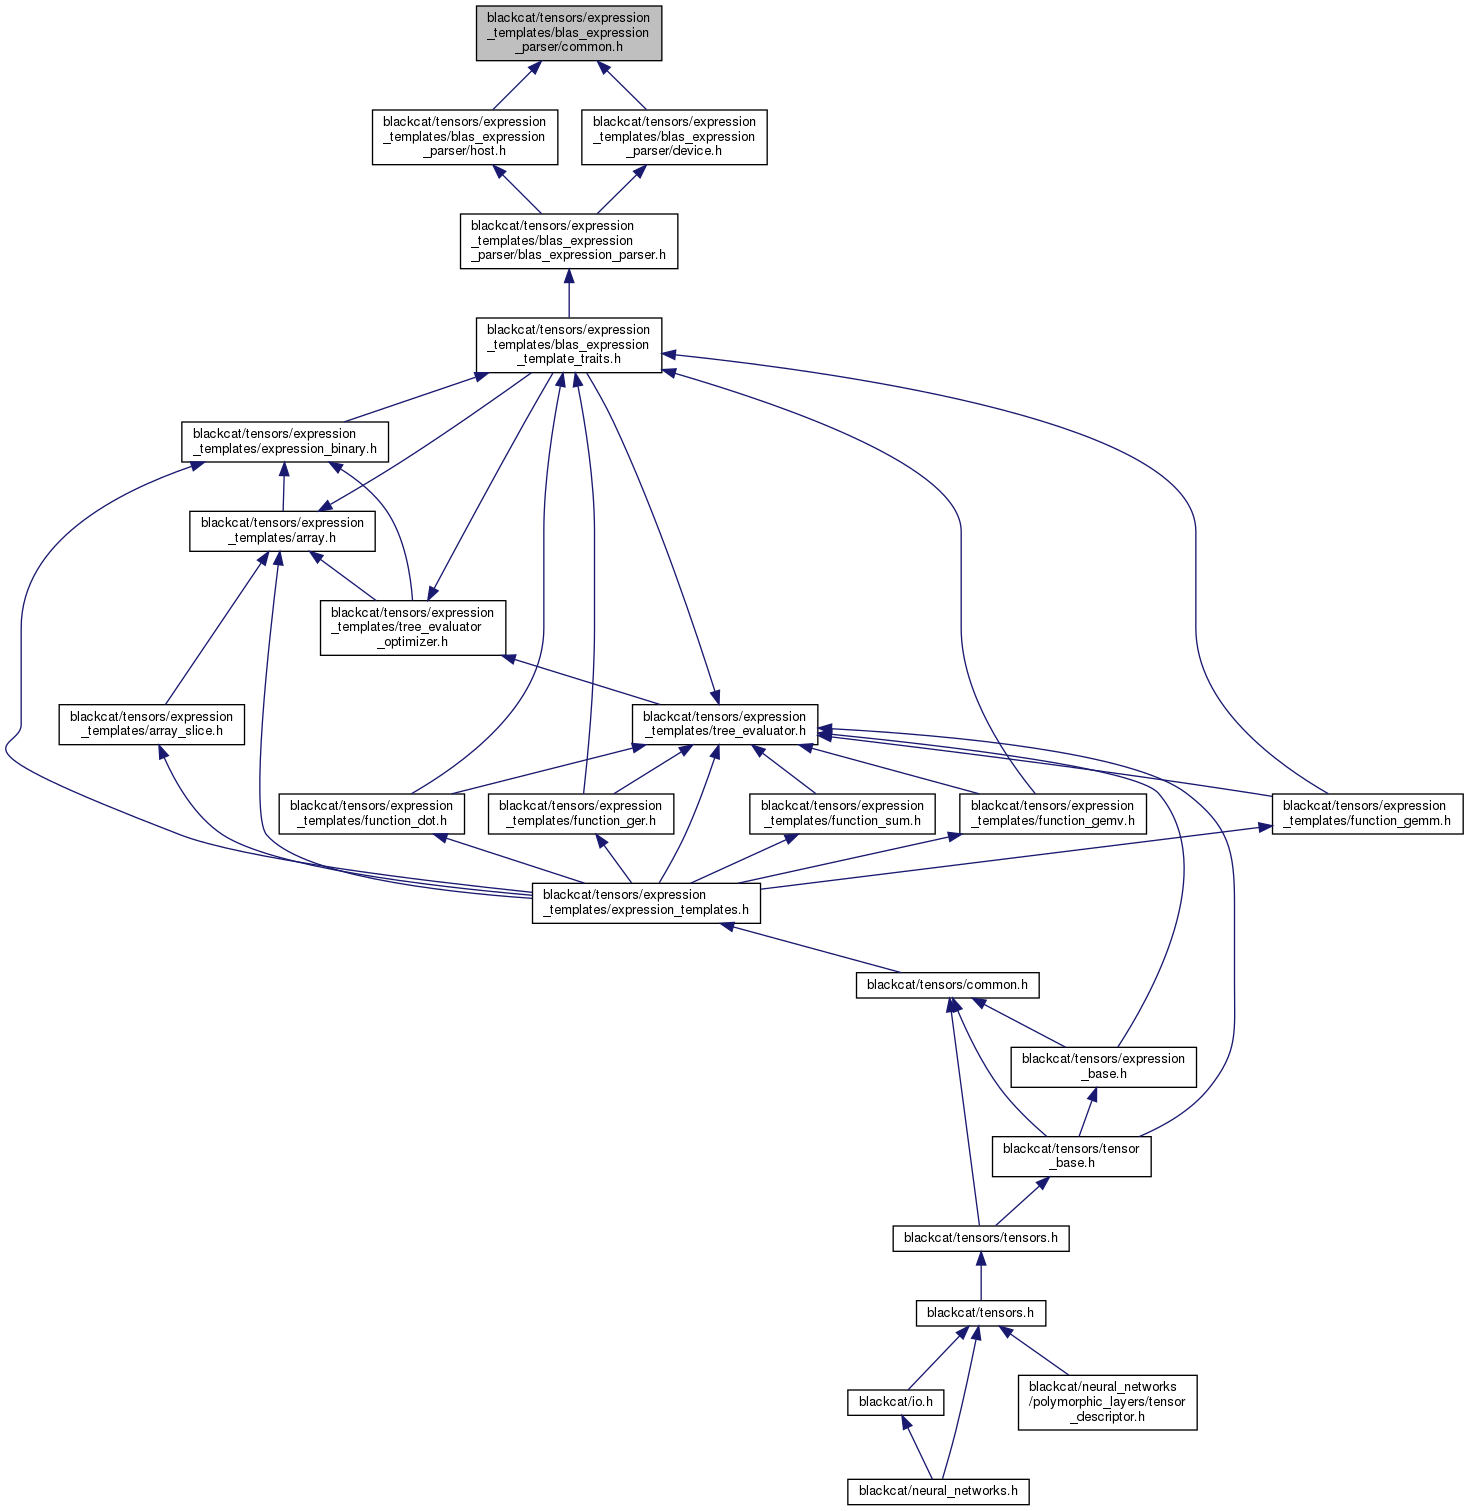 blackcat/tensors/expression
_templates/blas_expression
_parser/common.h
blackcat/tensors/expression
_templates/blas_expression
_parser/host.h
blackcat/tensors/expression
_templates/blas_expression
_parser/device.h
blackcat/tensors/expression
_templates/blas_expression
_parser/blas_expression_parser.h
blackcat/tensors/expression
_templates/blas_expression
_template_traits.h
blackcat/tensors/expression
_templates/expression_binary.h
blackcat/tensors/expression
_templates/array.h
blackcat/tensors/expression
_templates/tree_evaluator
_optimizer.h
blackcat/tensors/expression
_templates/array_slice.h
blackcat/tensors/expression
_templates/tree_evaluator.h
blackcat/tensors/expression
_templates/function_dot.h
blackcat/tensors/expression
_templates/function_ger.h
blackcat/tensors/expression
_templates/function_sum.h
blackcat/tensors/expression
_templates/function_gemv.h
blackcat/tensors/expression
_templates/function_gemm.h
blackcat/tensors/expression
_templates/expression_templates.h
blackcat/tensors/common.h
blackcat/tensors/expression
_base.h
blackcat/tensors/tensor
_base.h
blackcat/tensors/tensors.h
blackcat/tensors.h
blackcat/io.h
blackcat/neural_networks
/polymorphic_layers/tensor
_descriptor.h
blackcat/neural_networks.h